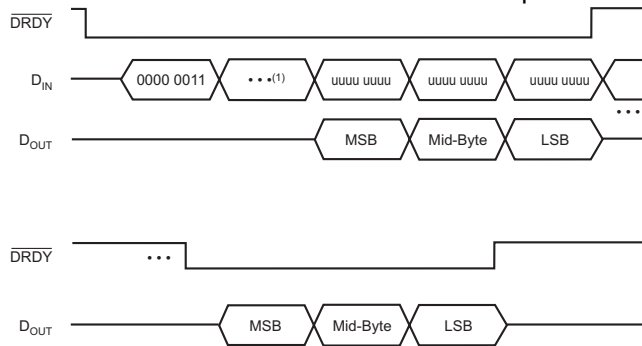 DRDY
DIN 0000 0011 •••(1) uuuu uuuu uuuu uuuu uuuu uuuu
•••
DOUT MSB Mid-Byte LSB
DRDY •••
DOUT MSB Mid-Byte LSB